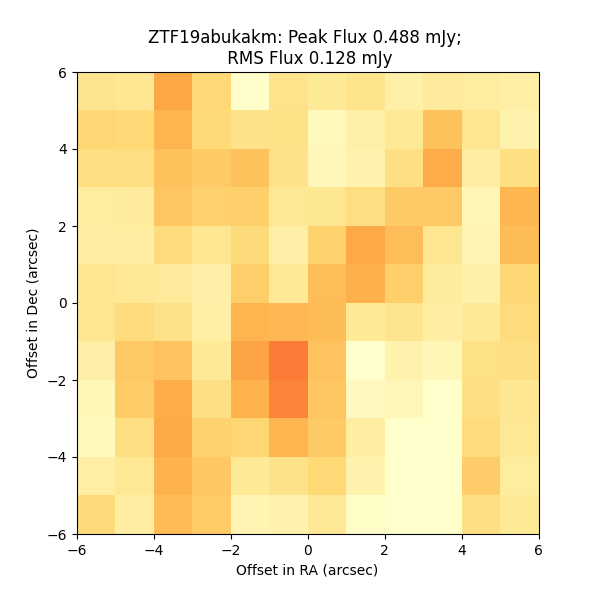 ZTF19abukakm: Peak Flux 0.488 mJy;
RMS Flux 0.128 mJy
6
4
2
0
−2
−4
−6
Offset in Dec (arcsec)
−6 −4 −2 0 2 4 6
Offset in RA (arcsec)